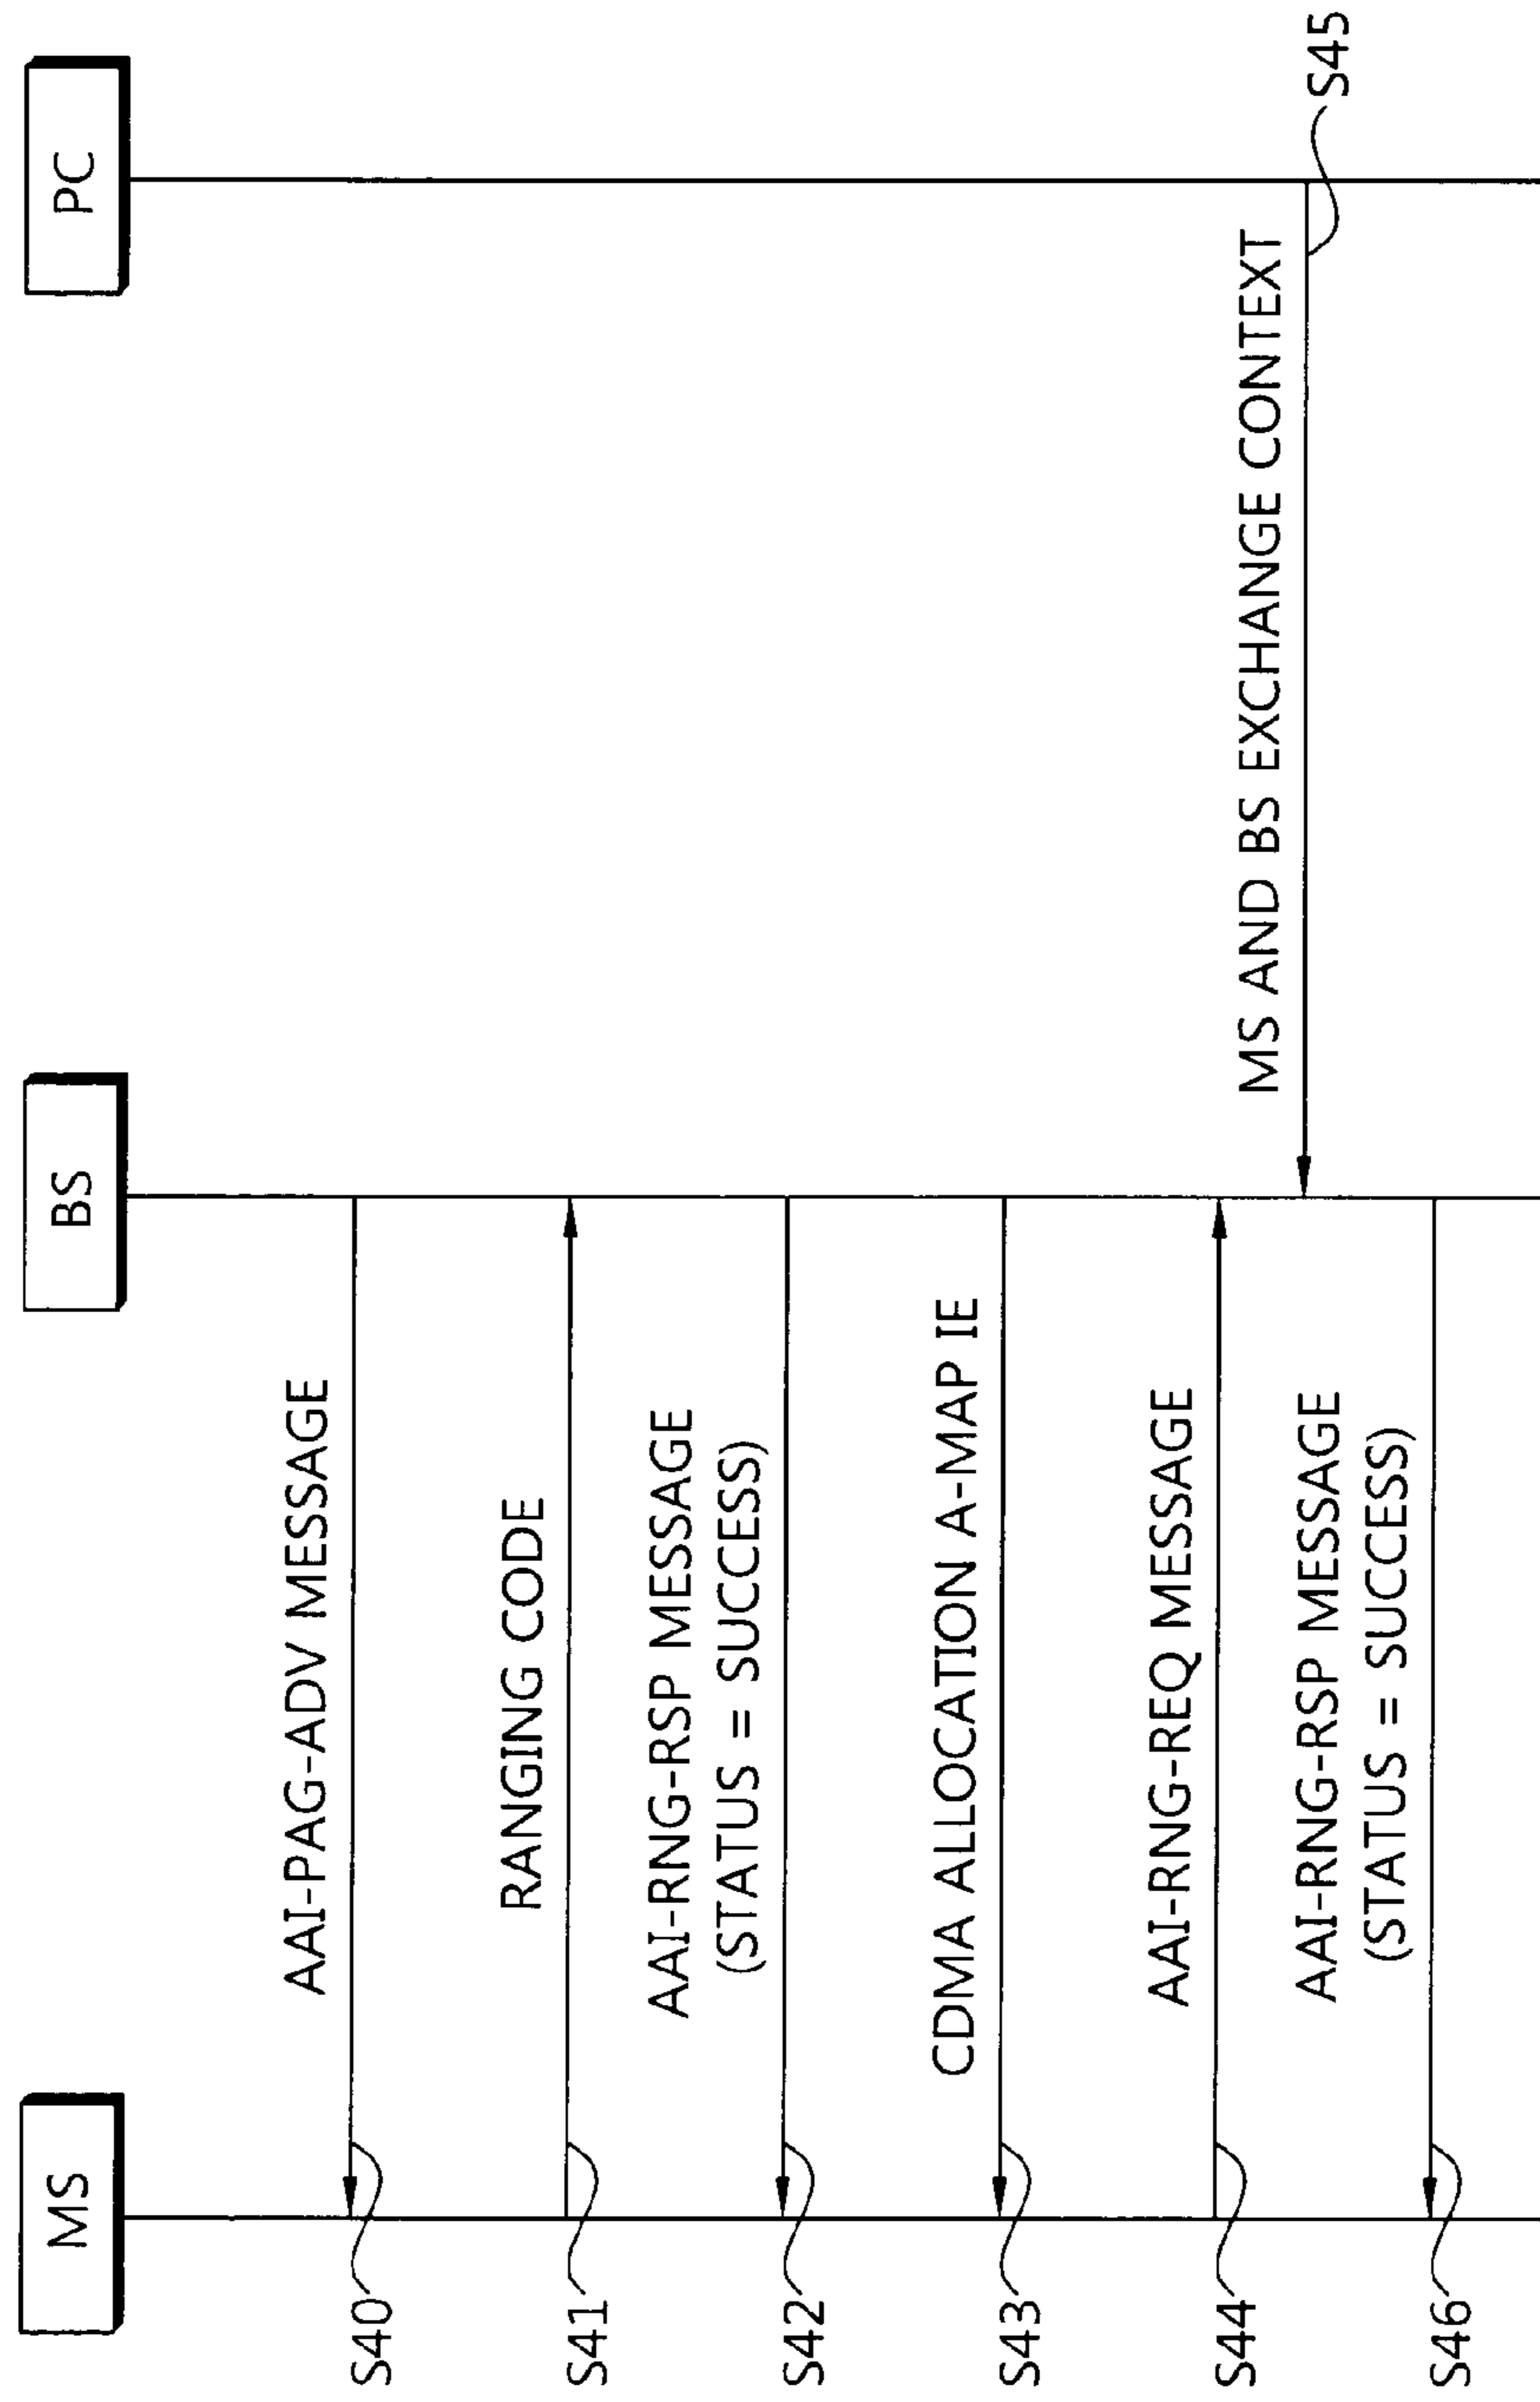 MS
BS
PC
AAI-PAG-ADV MESSAGE
S40
RANGING CODE
S41
AAI-RNG-RSP MESSAGE
(STATUS = SUCCESS)
S42
CDMA ALLOCATION A-MAP IE
S43
AAI-RNG-REQ MESSAGE
S44
MS AND BS EXCHANGE CONTEXT
S45
AAI-RNG-RSP MESSAGE
(STATUS = SUCCESS)
S46